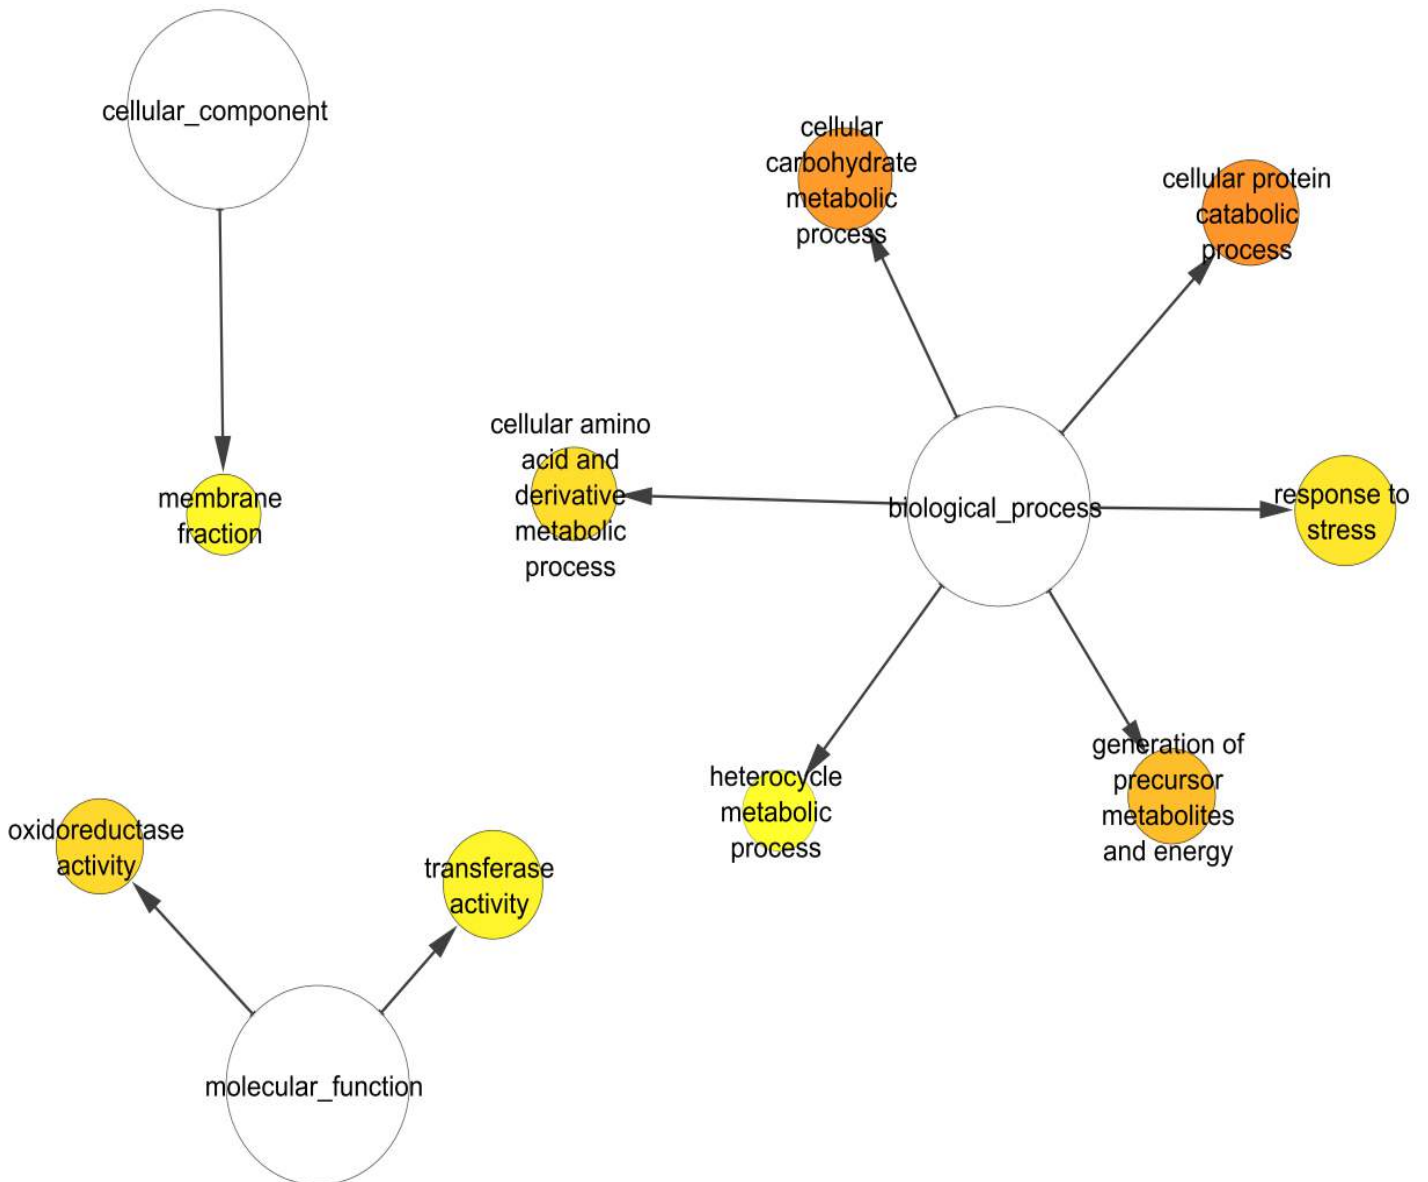 cellular_component
cellular
carbohydrate
metabolic
process
cellular protein
catabolic
process
cellular amino
acid and
derivative
metabolic
process
membrane
fraction
biological_process
response to
stress
heterocycle
metabolic
process
generation of
precursor
metabolites
and energy
oxidoreductase
activity
transferase
activity
molecular_function